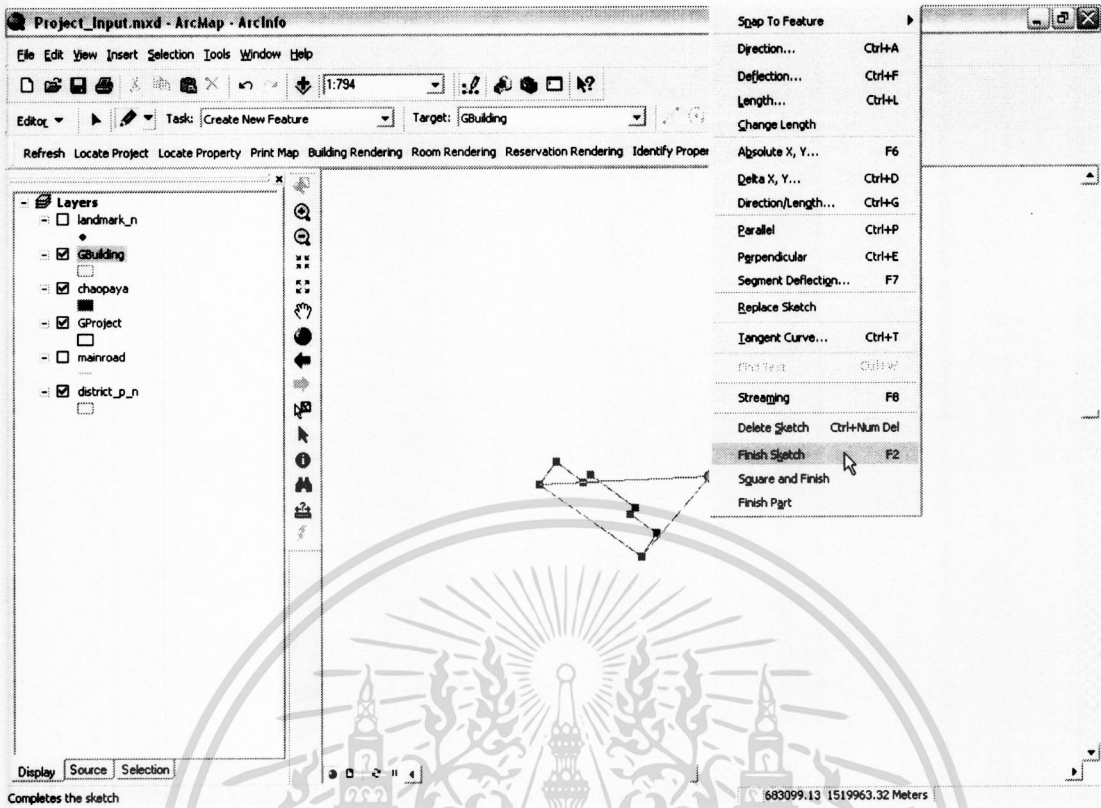 Project_Input.mxd - ArcMap - ArcInfo
File Edit View Insert Selection Tools Window Help
1:794
Editor Task: Create New Feature Target: GBuilding
Refresh Locate Project Locate Property Print Map Building Rendering Room Rendering Reservation Rendering Identify Proper
Layers
landmark_n
GBuilding
chaopaya
GProject
mainroad
district_p_n
Snap To Feature
Direction... Ctrl+A
Deflection... Ctrl+F
Length... Ctrl+L
Change Length
Absolute X, Y... F6
Delta X, Y... Ctrl+D
Direction/Length... Ctrl+G
Parallel Ctrl+P
Perpendicular Ctrl+E
Segment Deflection... F7
Replace Sketch
Tangent Curve... Ctrl+T
Find Text Ctrl+W
Streaming F8
Delete Sketch Ctrl+Num Del
Finish Sketch F2
Square and Finish
Finish Part
Display Source Selection
Completes the sketch
683099.13 1519963.32 Meters